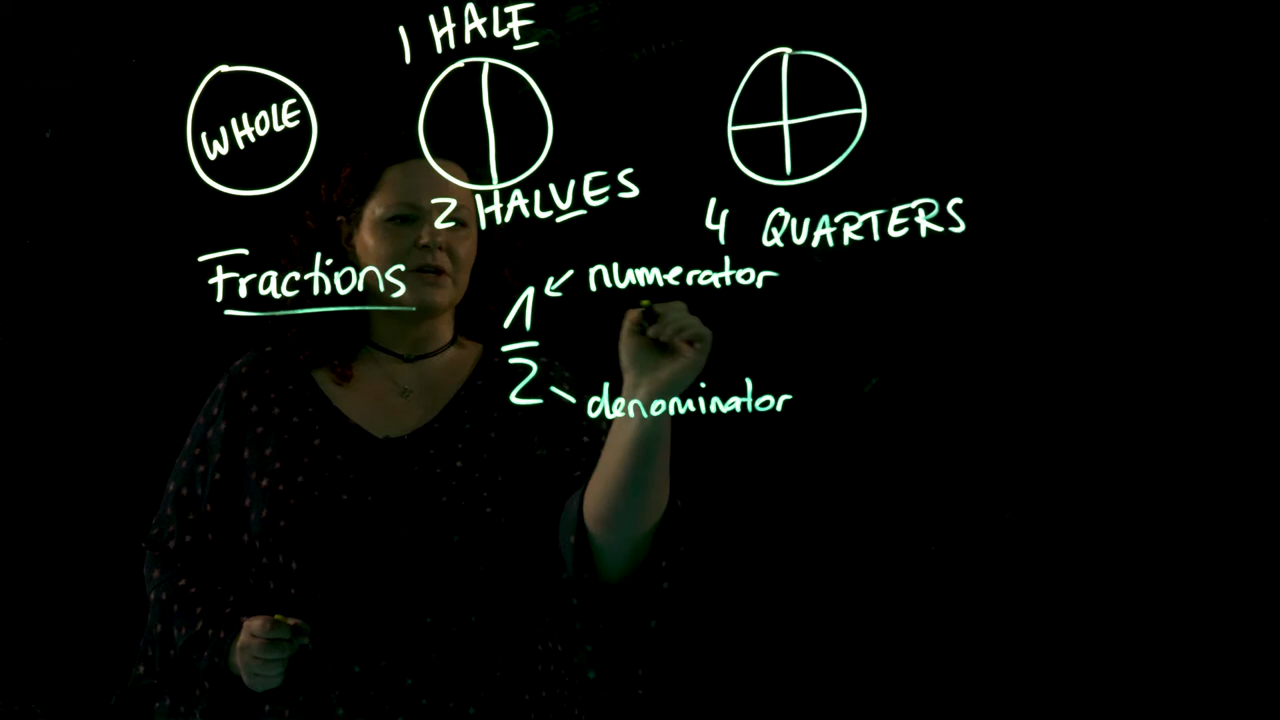 1 HALF
WHOLE
2 HALVES
4 QUARTERS
Fractions
numerator
1
2
denominator